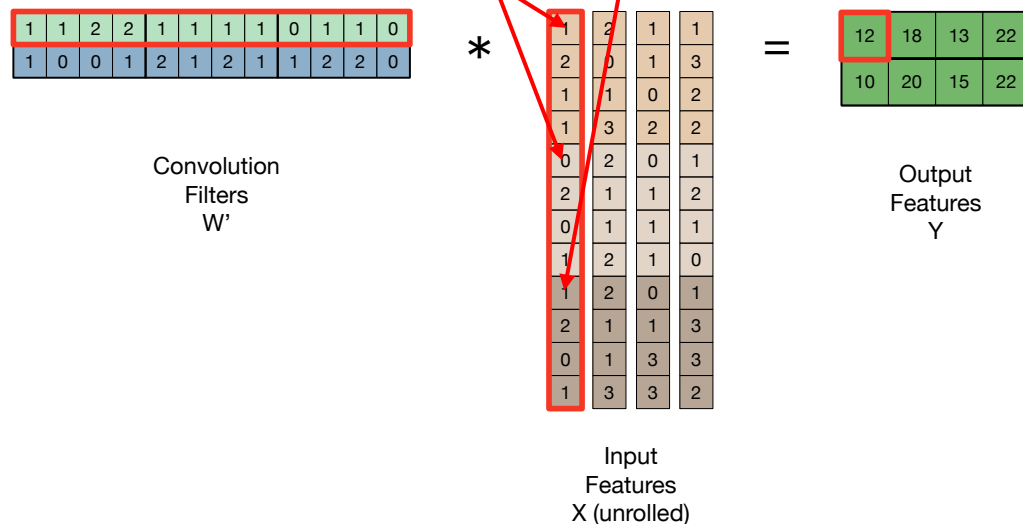 1 1 2 2 1 1 1 1 0 1 1 0
1 0 0 1 2 1 2 1 1 2 2 0
Convolution
Filters
W’
*
1 2 1 1
2 0 1 3
1 1 0 2
1 3 2 2
0 2 0 1
2 1 1 2
0 1 1 1
1 2 1 0
1 2 0 1
2 1 1 3
0 1 3 3
1 3 3 2
Input
Features
X (unrolled)
=
12 18 13 22
10 20 15 22
Output
Features
Y